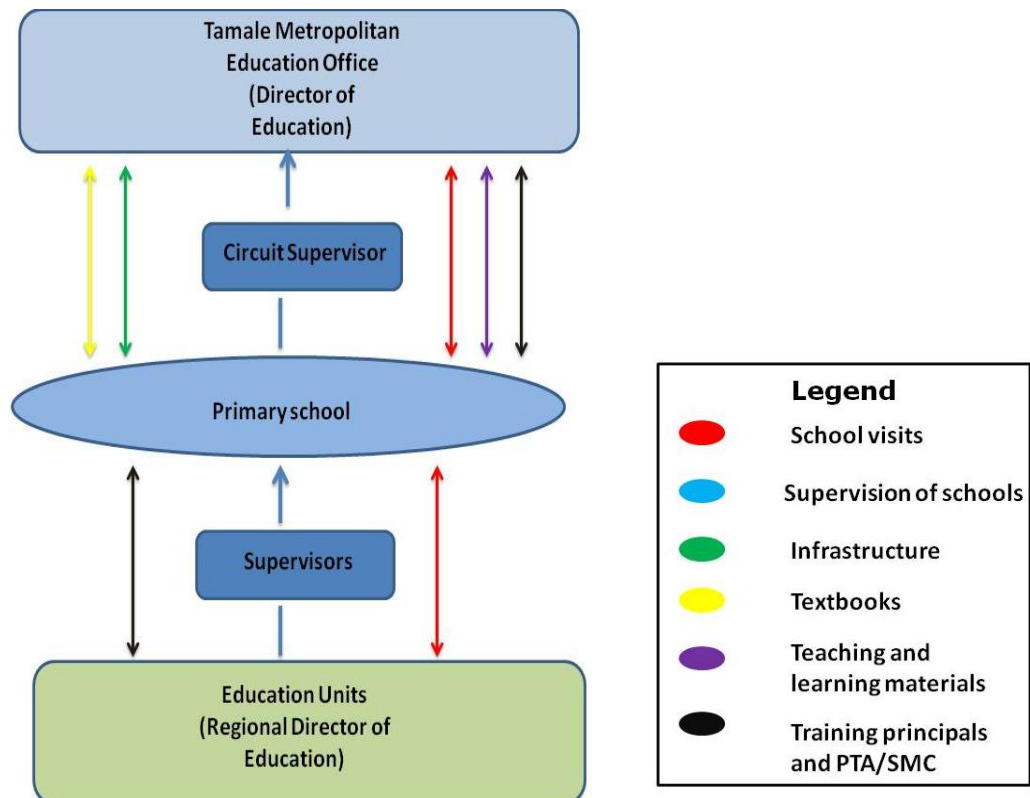 Tamale Metropolitan
Education Office
(Director of
Education)
Circuit Supervisor
Primary school
Supervisors
Education Units
(Regional Director of
Education)
Legend
School visits
Supervision of schools
Infrastructure
Textbooks
Teaching and
learning materials
Training principals
and PTA/SMC